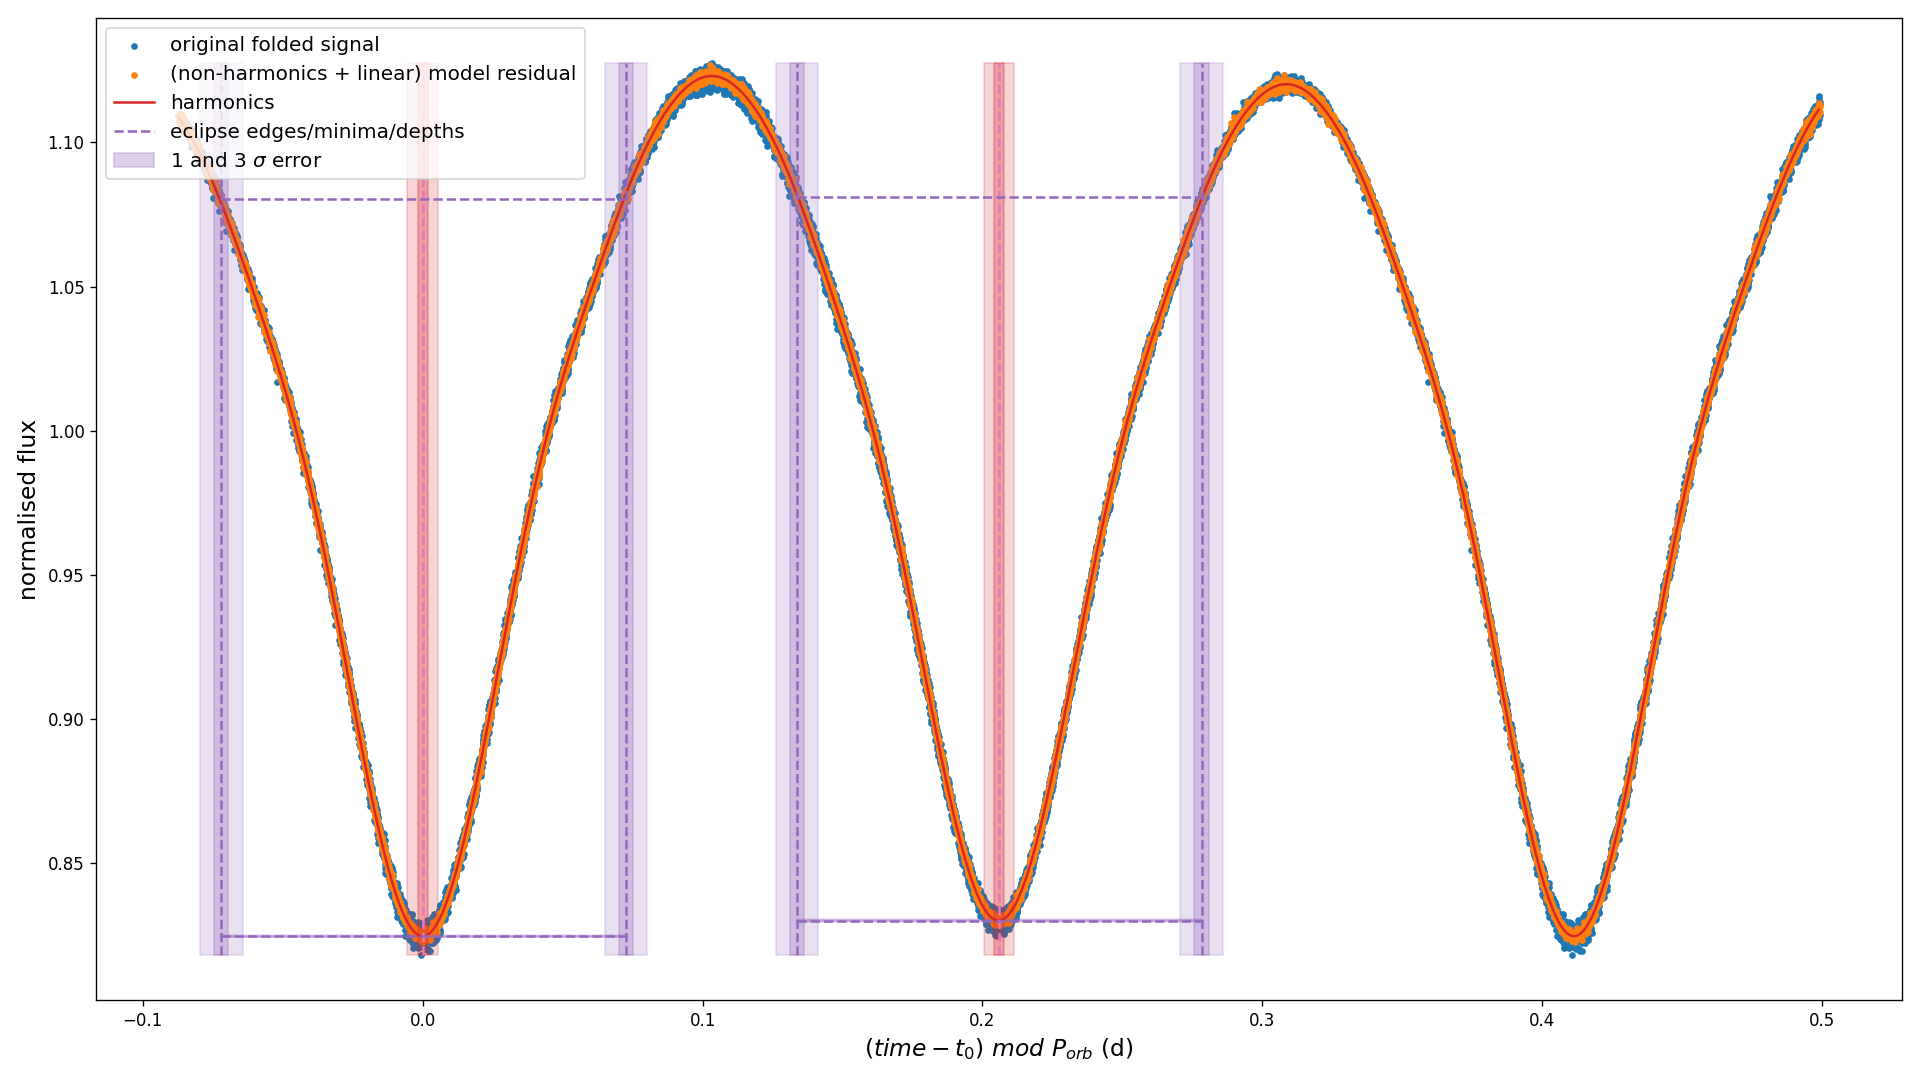 original folded signal
(non-harmonics + linear) model residual
harmonics
eclipse edges/minima/depths
1 and 3 σ error
normalised flux
1.10
1.05
1.00
0.95
0.90
0.85
−0.1 0.0 0.1 0.2 0.3 0.4 0.5
(time − t₀) mod Pₒᵣb (d)